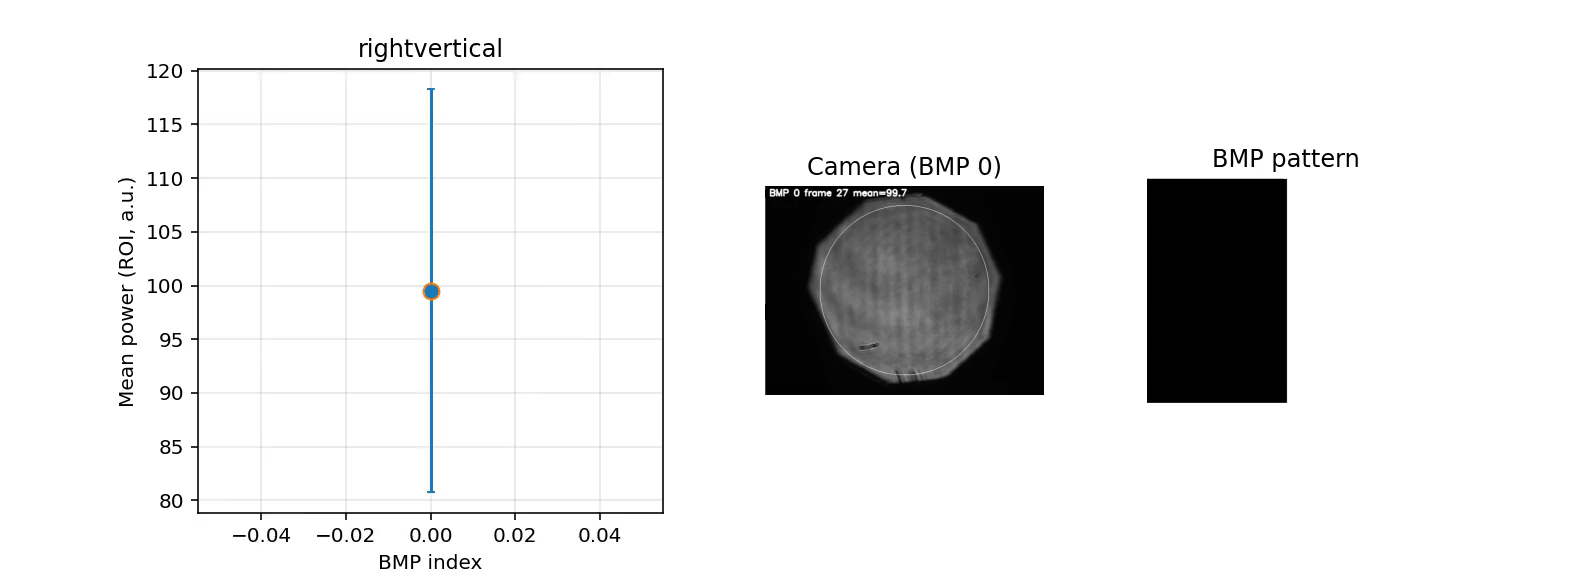 rightvertical
120
115
110
105
100
95
90
85
80
Mean power (ROI, a.u.)
−0.04 −0.02 0.00 0.02 0.04
BMP index
Camera (BMP 0)
BMP 0 frame 27 mean=99.7
BMP pattern